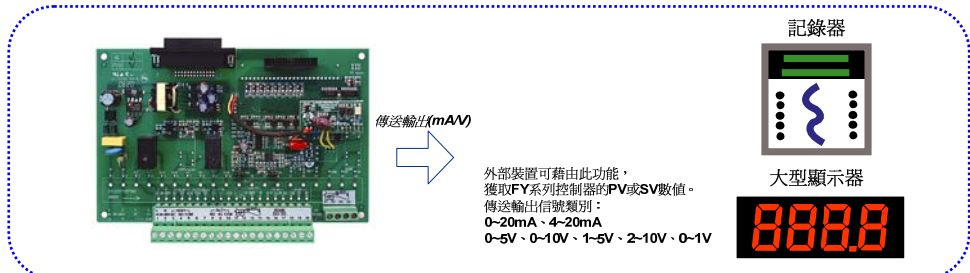 記錄器
傳送輸出(mA/V)
外部裝置可藉由此功能，
獲取FY系列控制器的PV或SV數值。
傳送輸出信號類別：
0~20mA、4~20mA
0~5V、0~10V、1~5V、2~10V、0~1V
大型顯示器
888.8